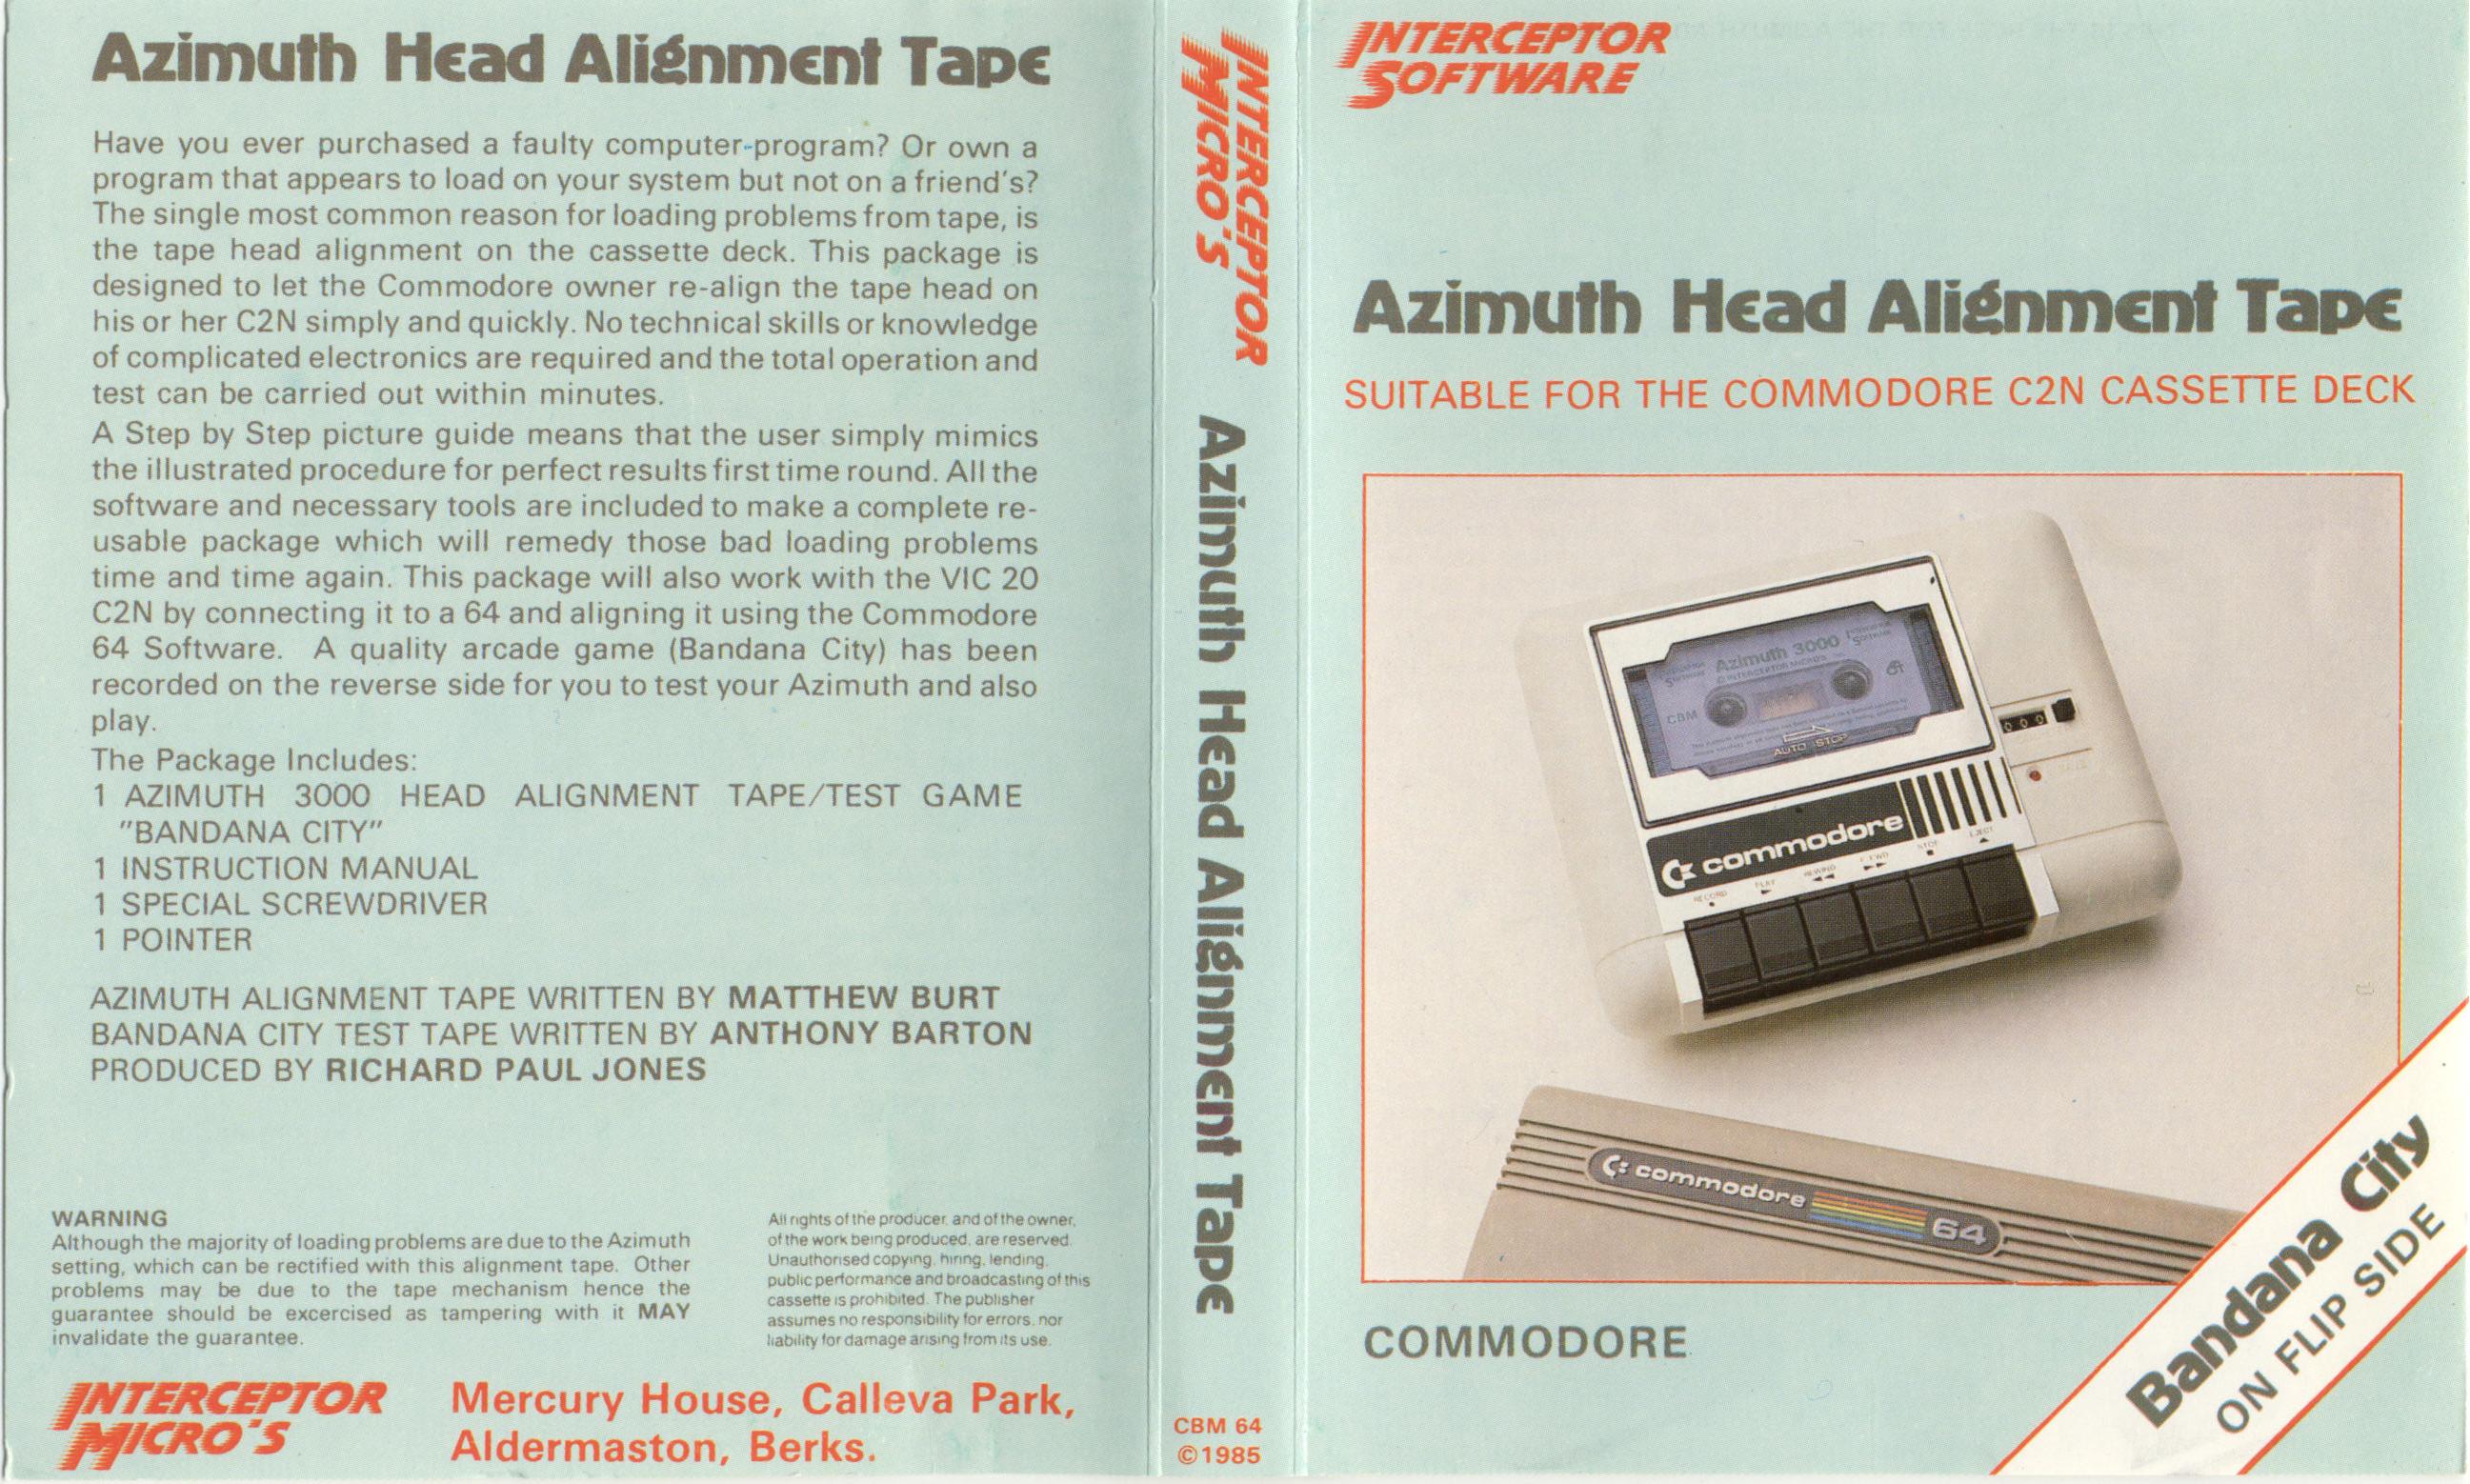 Azimuth Head Alignment Tape
Have you ever purchased a faulty computer-program? Or own a
program that appears to load on your system but not on a friend's?
The single most common reason for loading problems from tape, is
the tape head alignment on the cassette deck. This package is
designed to let the Commodore owner re-align the tape head on
his or her C2N simply and quickly. No technical skills or knowledge
of complicated electronics are required and the total operation and
test can be carried out within minutes.
A Step by Step picture guide means that the user simply mimics
the illustrated procedure for perfect results first time round. All the
software and necessary tools are included to make a complete re-
usable package which will remedy those bad loading problems
time and time again. This package will also work with the VIC 20
C2N by connecting it to a 64 and aligning it using the Commodore
64 Software. A quality arcade game (Bandana City) has been
recorded on the reverse side for you to test your Azimuth and also
play.
The Package Includes:
1 AZIMUTH 3000 HEAD ALIGNMENT TAPE/TEST GAME
"BANDANA CITY"
1 INSTRUCTION MANUAL
1 SPECIAL SCREWDRIVER
1 POINTER
AZIMUTH ALIGNMENT TAPE WRITTEN BY MATTHEW BURT
BANDANA CITY TEST TAPE WRITTEN BY ANTHONY BARTON
PRODUCED BY RICHARD PAUL JONES
WARNING
Although the majority of loading problems are due to the Azimuth
setting, which can be rectified with this alignment tape. Other
problems may be due to the tape mechanism hence the
guarantee should be excercised as tampering with it MAY
invalidate the guarantee.
All rights of the producer, and of the owner,
of the work being produced, are reserved.
Unauthorised copying, hiring, lending,
public performance and broadcasting of this
cassette is prohibited. The publisher
assumes no responsibility for errors, nor
liability for damage arising from its use.
INTERCEPTOR
MICRO'S
Mercury House, Calleva Park,
Aldermaston, Berks.
INTERCEPTOR
MICRO'S
Azimuth Head Alignment Tape
CBM 64
©1985
INTERCEPTOR
SOFTWARE
Azimuth Head Alignment Tape
SUITABLE FOR THE COMMODORE C2N CASSETTE DECK
Azimuth 3000
CBM
AUTO STOP
000
commodore
RECORD
PLAY
REWIND
F.FWD
STOP
EJECT
commodore 64
COMMODORE
Bandana City
ON FLIP SIDE